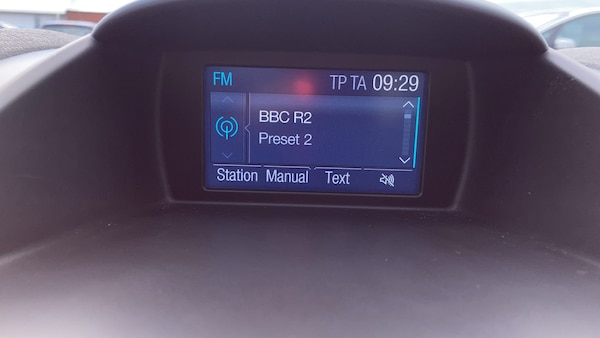 FM TP TA 09:29
BBC R2
Preset 2
Station Manual Text